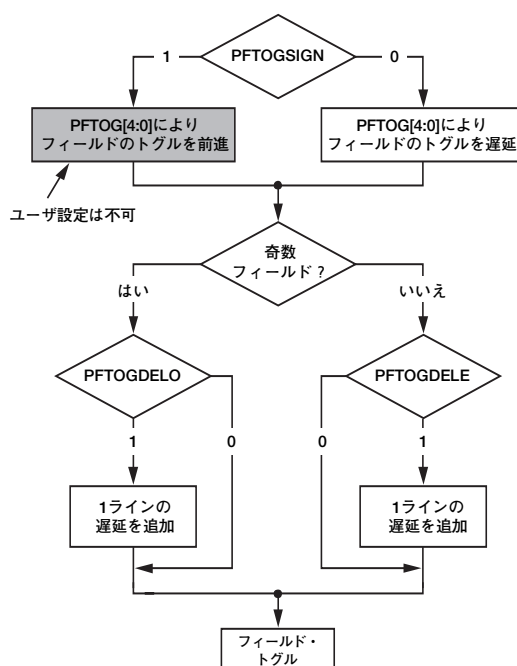 PFTOGSIGN
1
0
PFTOG[4:0]により
フィールドのトグルを前進
PFTOG[4:0]により
フィールドのトグルを遅延
ユーザ設定は不可
奇数
フィールド？
はい
いいえ
PFTOGDELO
PFTOGDELE
1
0
0
1
1ラインの
遅延を追加
1ラインの
遅延を追加
フィールド・
トグル